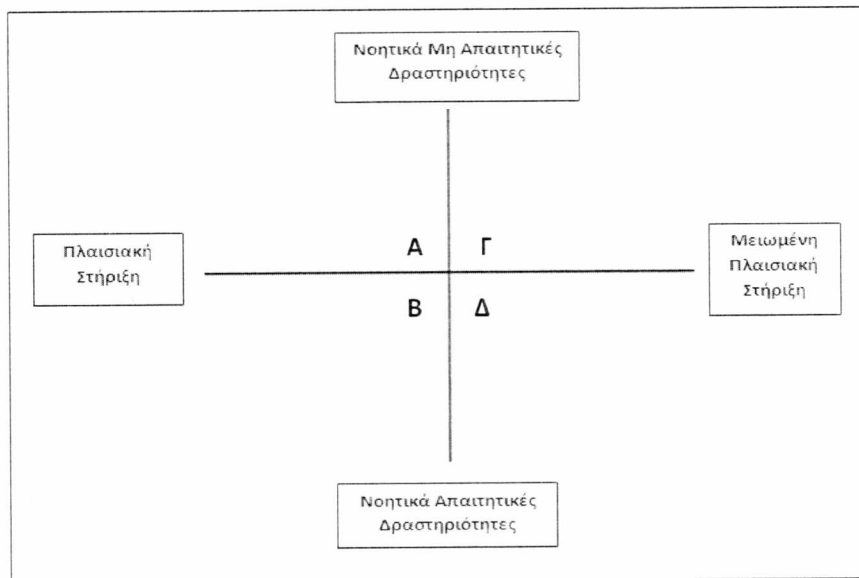 Νοητικά Μη Απαιτητικές
Δραστηριότητες
Πλαισιακή
Στήριξη
Α
Γ
Μειωμένη
Πλαισιακή
Στήριξη
Β
Δ
Νοητικά Απαιτητικές
Δραστηριότητες